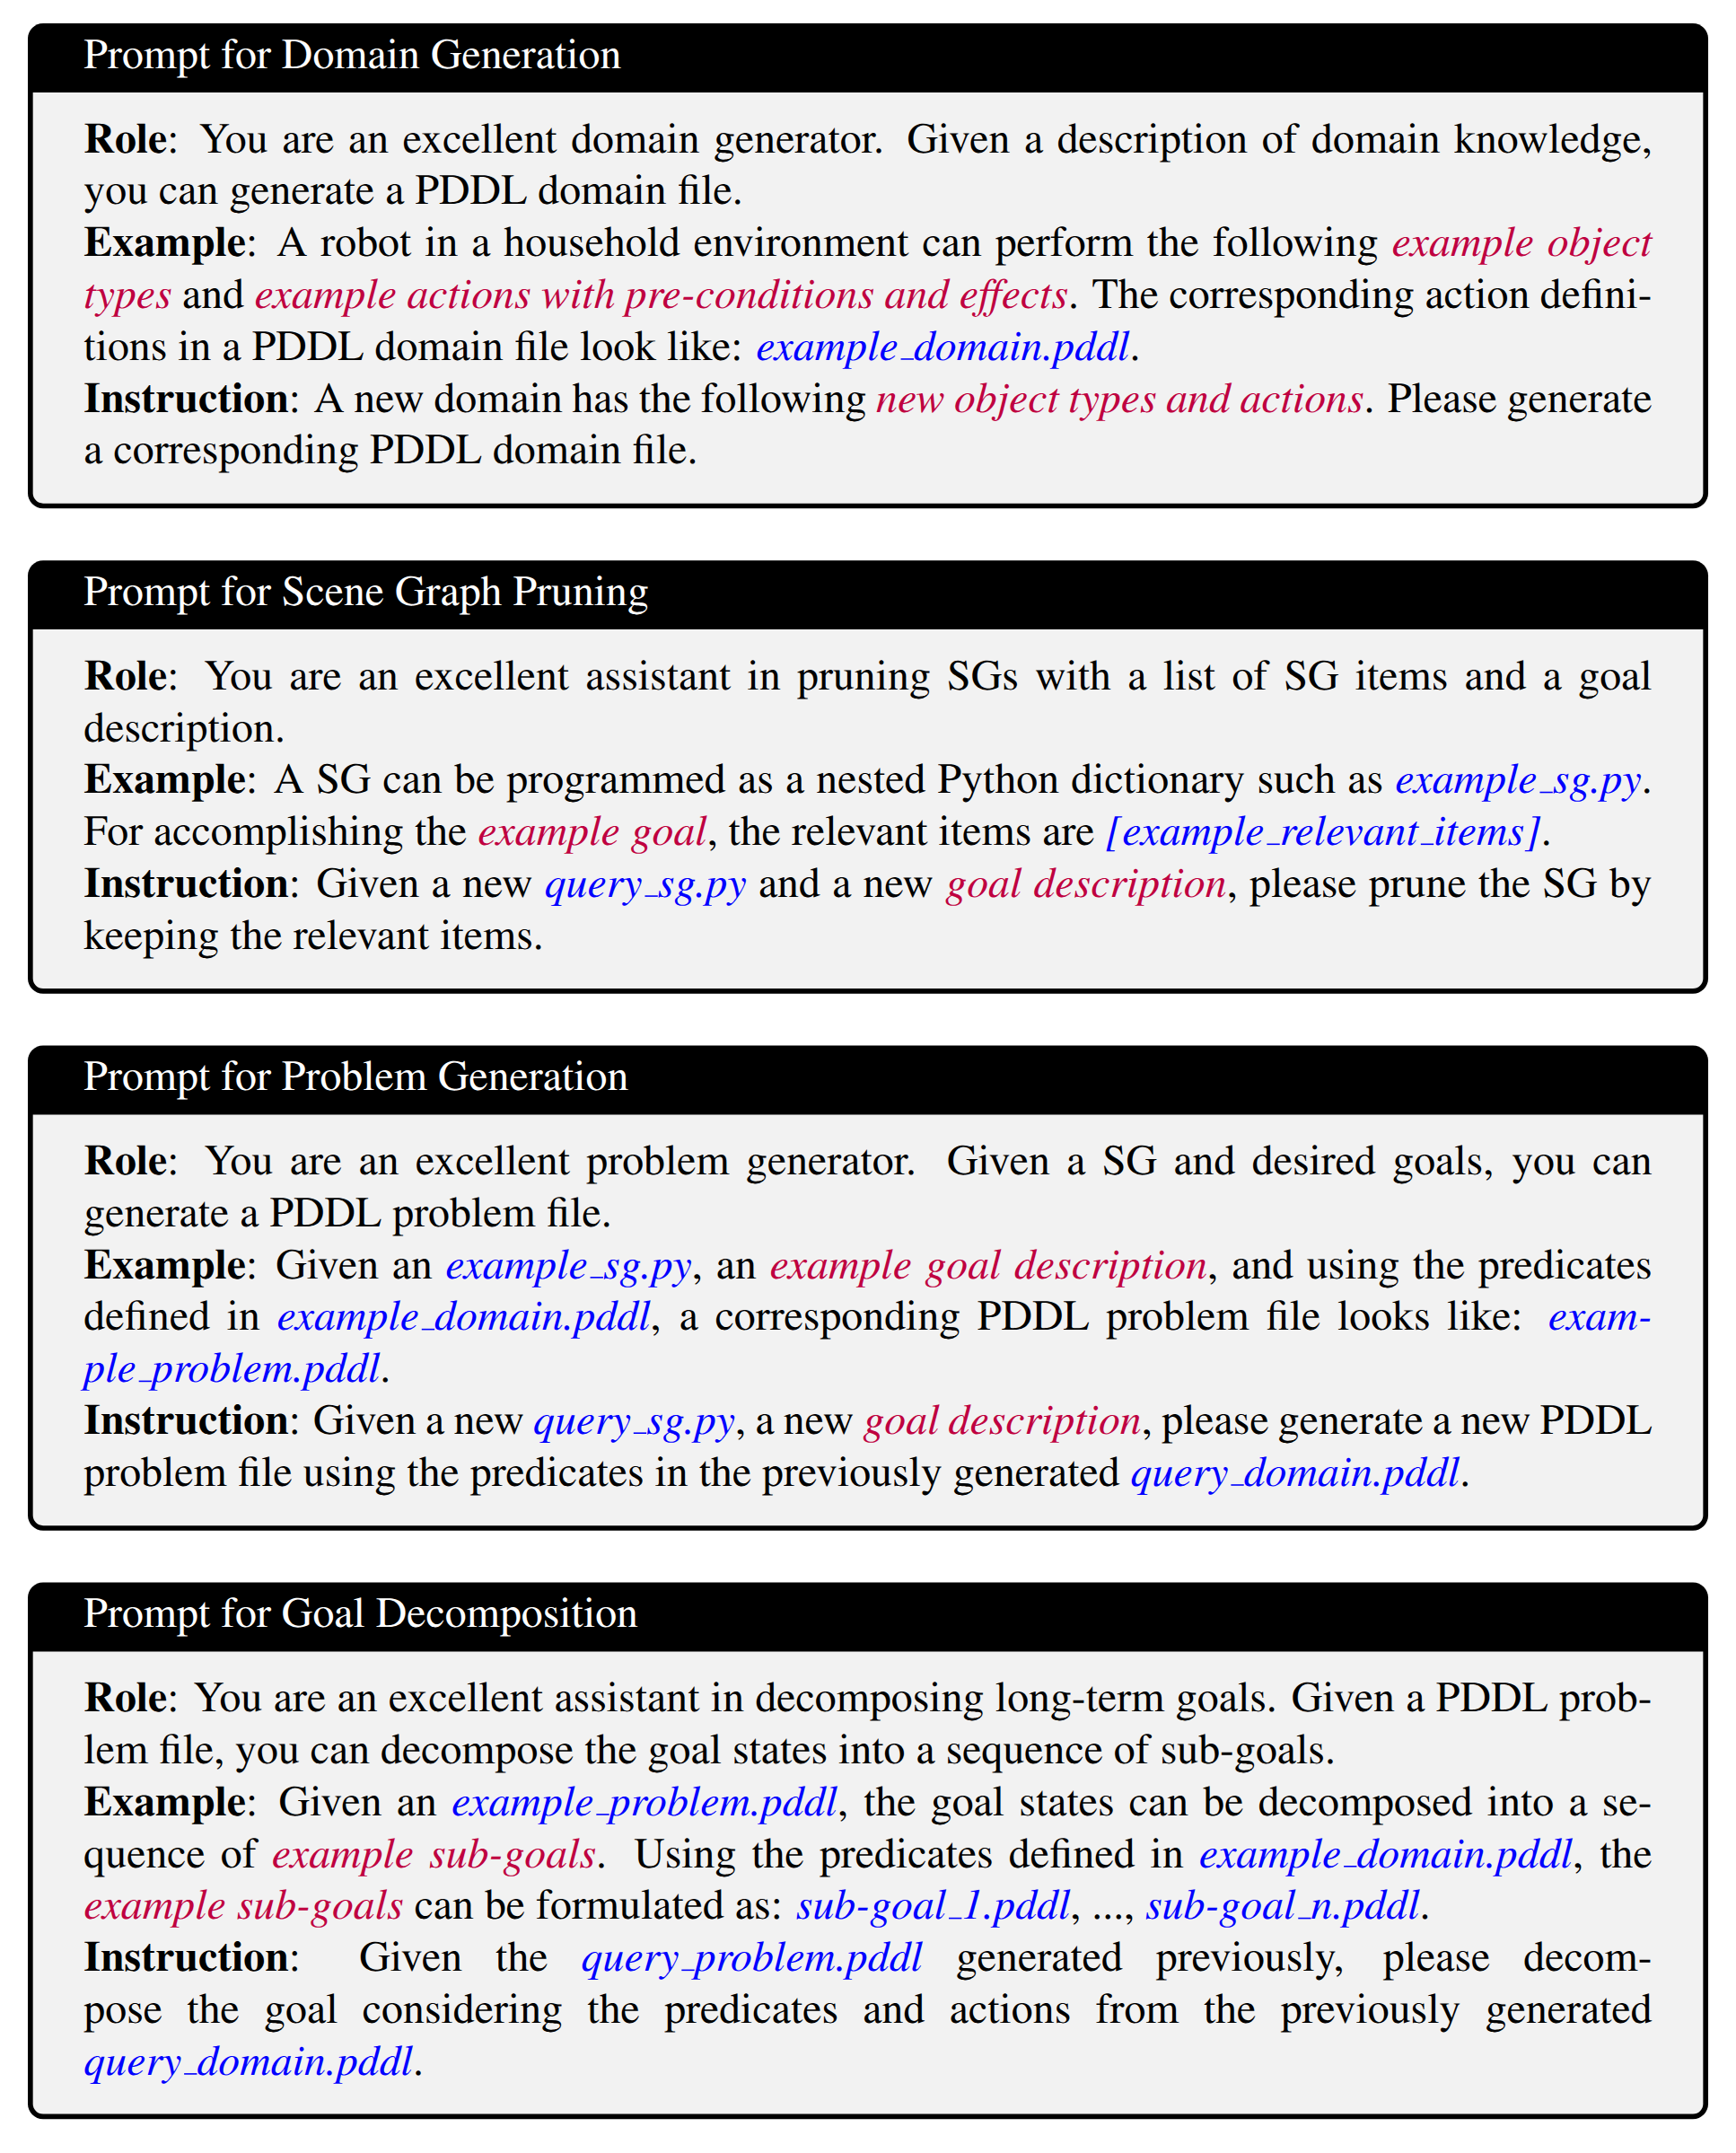 Prompt for Domain Generation
Role: You are an excellent domain generator. Given a description of domain knowledge,
you can generate a PDDL domain file.
Example: A robot in a household environment can perform the following example object
types and example actions with pre-conditions and effects. The corresponding action defini-
tions in a PDDL domain file look like: example_domain.pddl.
Instruction: A new domain has the following new object types and actions. Please generate
a corresponding PDDL domain file.
Prompt for Scene Graph Pruning
Role: You are an excellent assistant in pruning SGs with a list of SG items and a goal
description.
Example: A SG can be programmed as a nested Python dictionary such as example_sg.py.
For accomplishing the example goal, the relevant items are [example_relevant_items].
Instruction: Given a new query_sg.py and a new goal description, please prune the SG by
keeping the relevant items.
Prompt for Problem Generation
Role: You are an excellent problem generator. Given a SG and desired goals, you can
generate a PDDL problem file.
Example: Given an example_sg.py, an example goal description, and using the predicates
defined in example_domain.pddl, a corresponding PDDL problem file looks like: exam-
ple_problem.pddl.
Instruction: Given a new query_sg.py, a new goal description, please generate a new PDDL
problem file using the predicates in the previously generated query_domain.pddl.
Prompt for Goal Decomposition
Role: You are an excellent assistant in decomposing long-term goals. Given a PDDL prob-
lem file, you can decompose the goal states into a sequence of sub-goals.
Example: Given an example_problem.pddl, the goal states can be decomposed into a se-
quence of example sub-goals. Using the predicates defined in example_domain.pddl, the
example sub-goals can be formulated as: sub-goal_1.pddl, ..., sub-goal_n.pddl.
Instruction: Given the query_problem.pddl generated previously, please decom-
pose the goal considering the predicates and actions from the previously generated
query_domain.pddl.